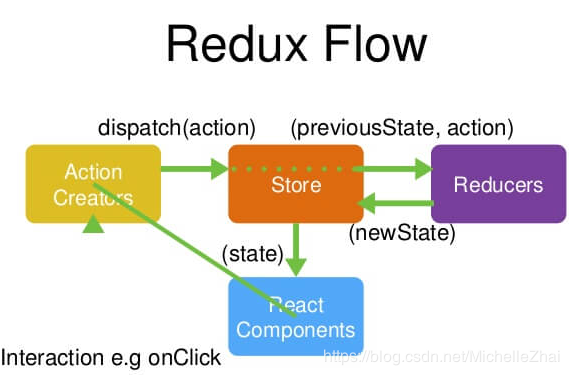 Redux Flow
dispatch(action)
(previousState, action)
Action
Creators
Store
Reducers
(newState)
(state)
React
Components
Interaction e.g onClick
https://blog.csdn.net/MichelleZhai